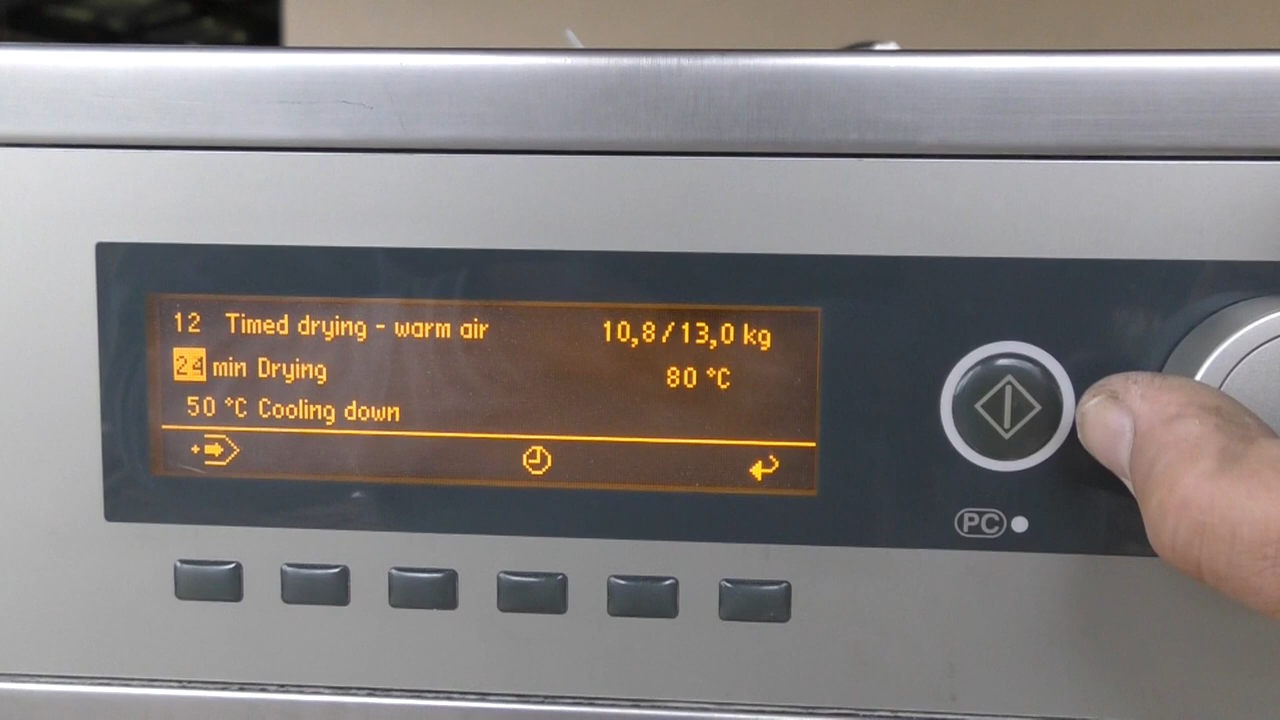 12 Timed drying - warm air 10,8/13,0 kg
24 min Drying 80 °C
50 °C Cooling down
PC